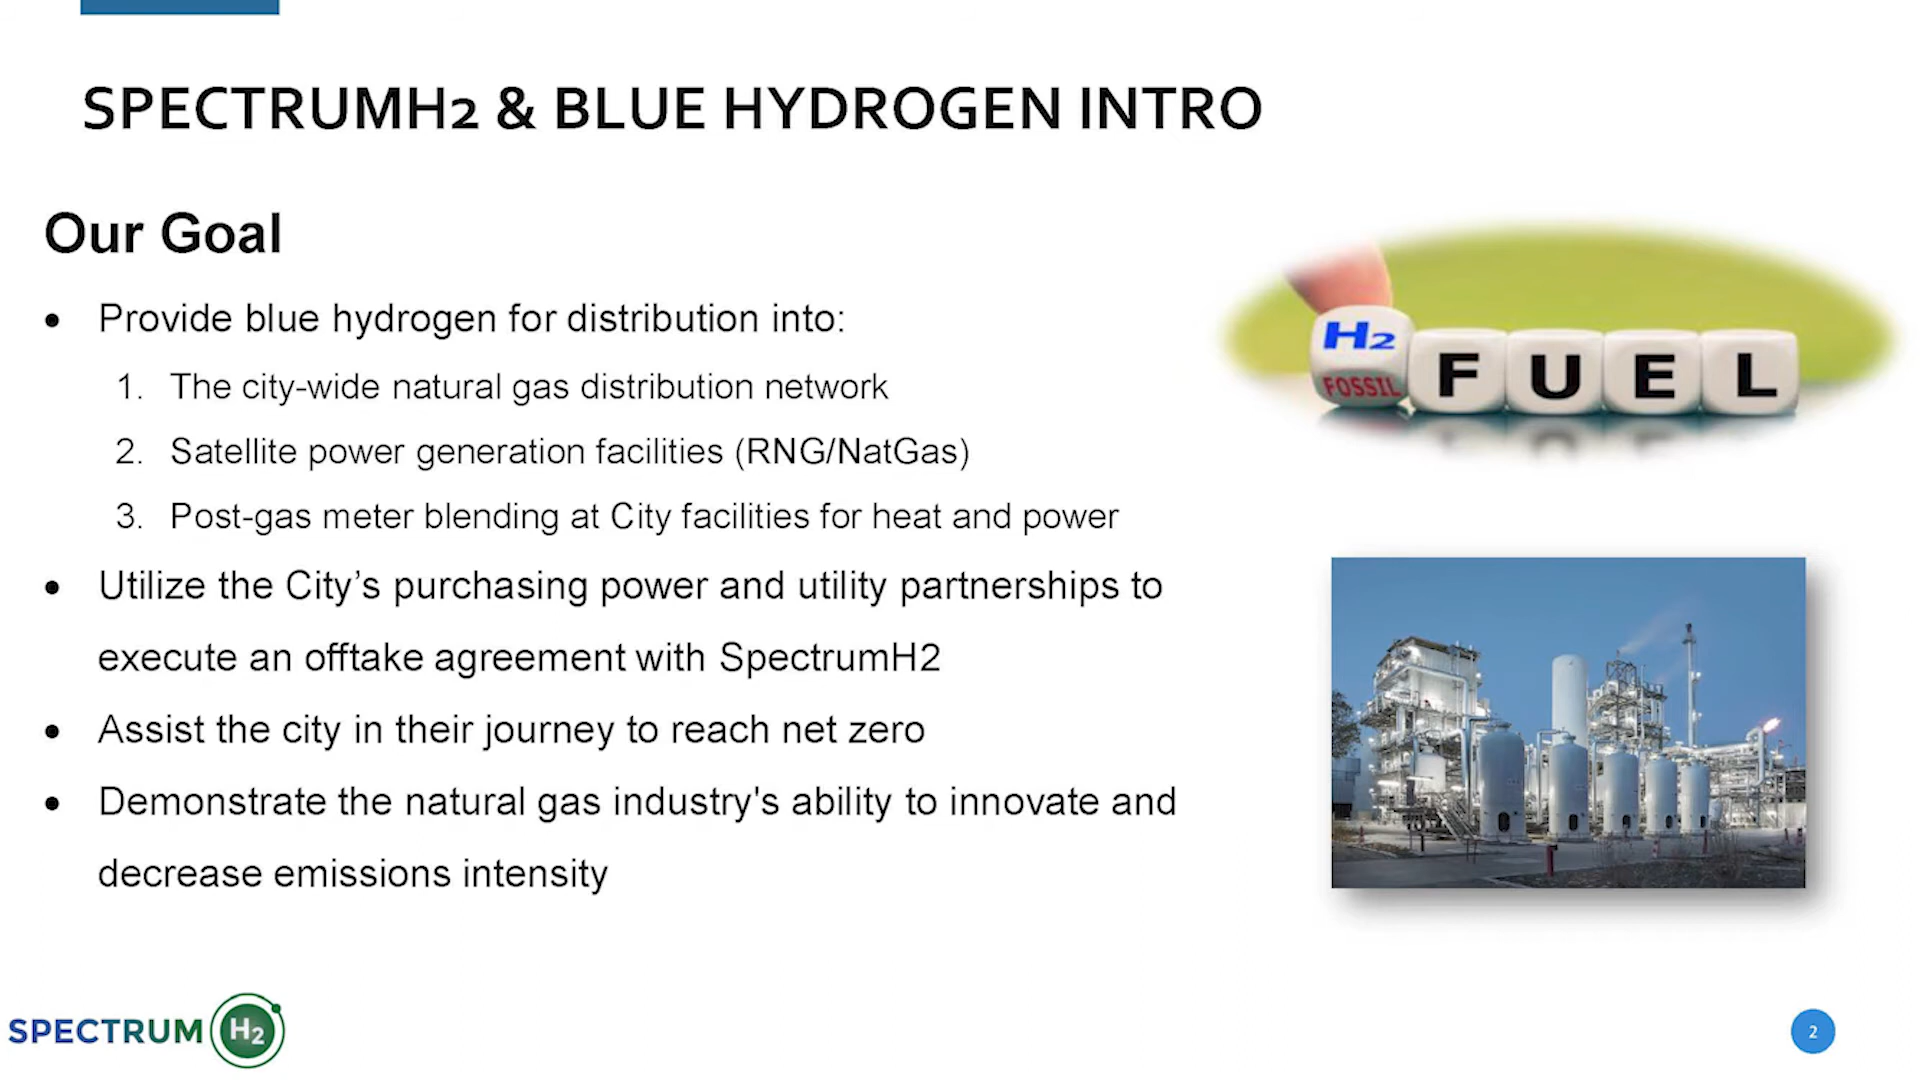 SPECTRUMH2 & BLUE HYDROGEN INTRO
Our Goal
• Provide blue hydrogen for distribution into:
1. The city-wide natural gas distribution network
2. Satellite power generation facilities (RNG/NatGas)
3. Post-gas meter blending at City facilities for heat and power
• Utilize the City’s purchasing power and utility partnerships to
execute an offtake agreement with SpectrumH2
• Assist the city in their journey to reach net zero
• Demonstrate the natural gas industry's ability to innovate and
decrease emissions intensity
H2
FOSSIL
FUEL
SPECTRUM H2
2